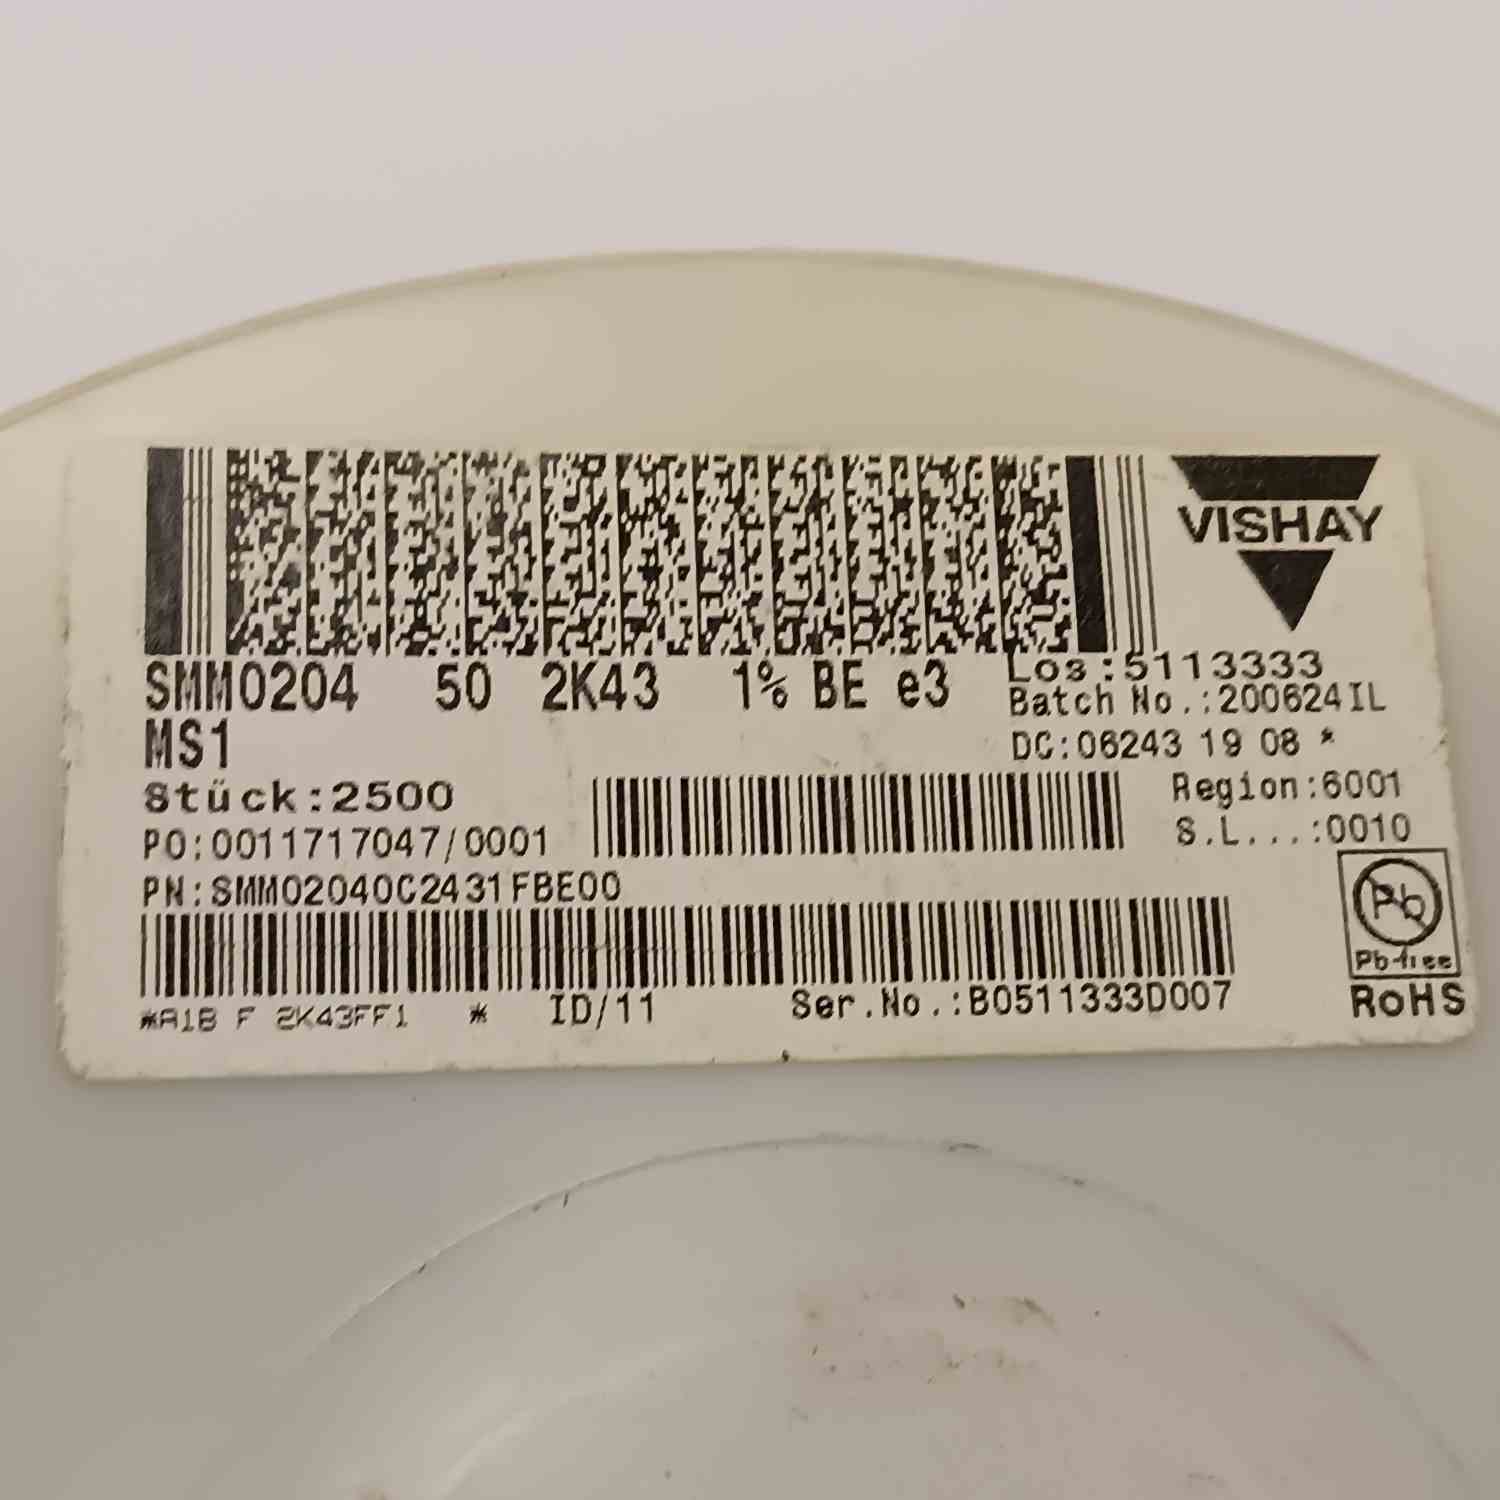 VISHAY
SMM0204 50 2K43 1% BE e3
MS1
Los:5113333
Batch No.:200624IL
DC:06243 19 08 *
Stück:2500
Region:6001
S.L...:0010
PO:0011717047/0001
PN:SMM02040C2431FBE00
Pb
Pb-free
RoHS
*A1B F 2K43FF1 * ID/11 Ser.No.:B0511333D007